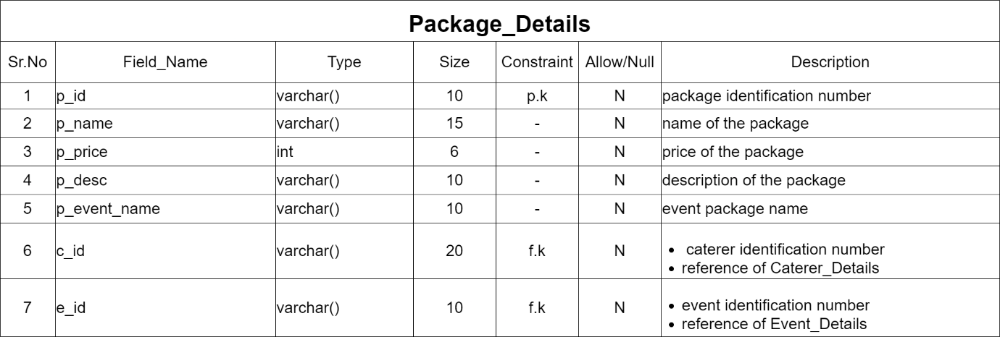 Package_Details
Sr.No Field_Name Type Size Constraint Allow/Null Description
1 p_id varchar() 10 p.k N package identification number
2 p_name varchar() 15 - N name of the package
3 p_price int 6 - N price of the package
4 p_desc varchar() 10 - N description of the package
5 p_event_name varchar() 10 - N event package name
6 c_id varchar() 20 f.k N • caterer identification number
• reference of Caterer_Details
7 e_id varchar() 10 f.k N • event identification number
• reference of Event_Details